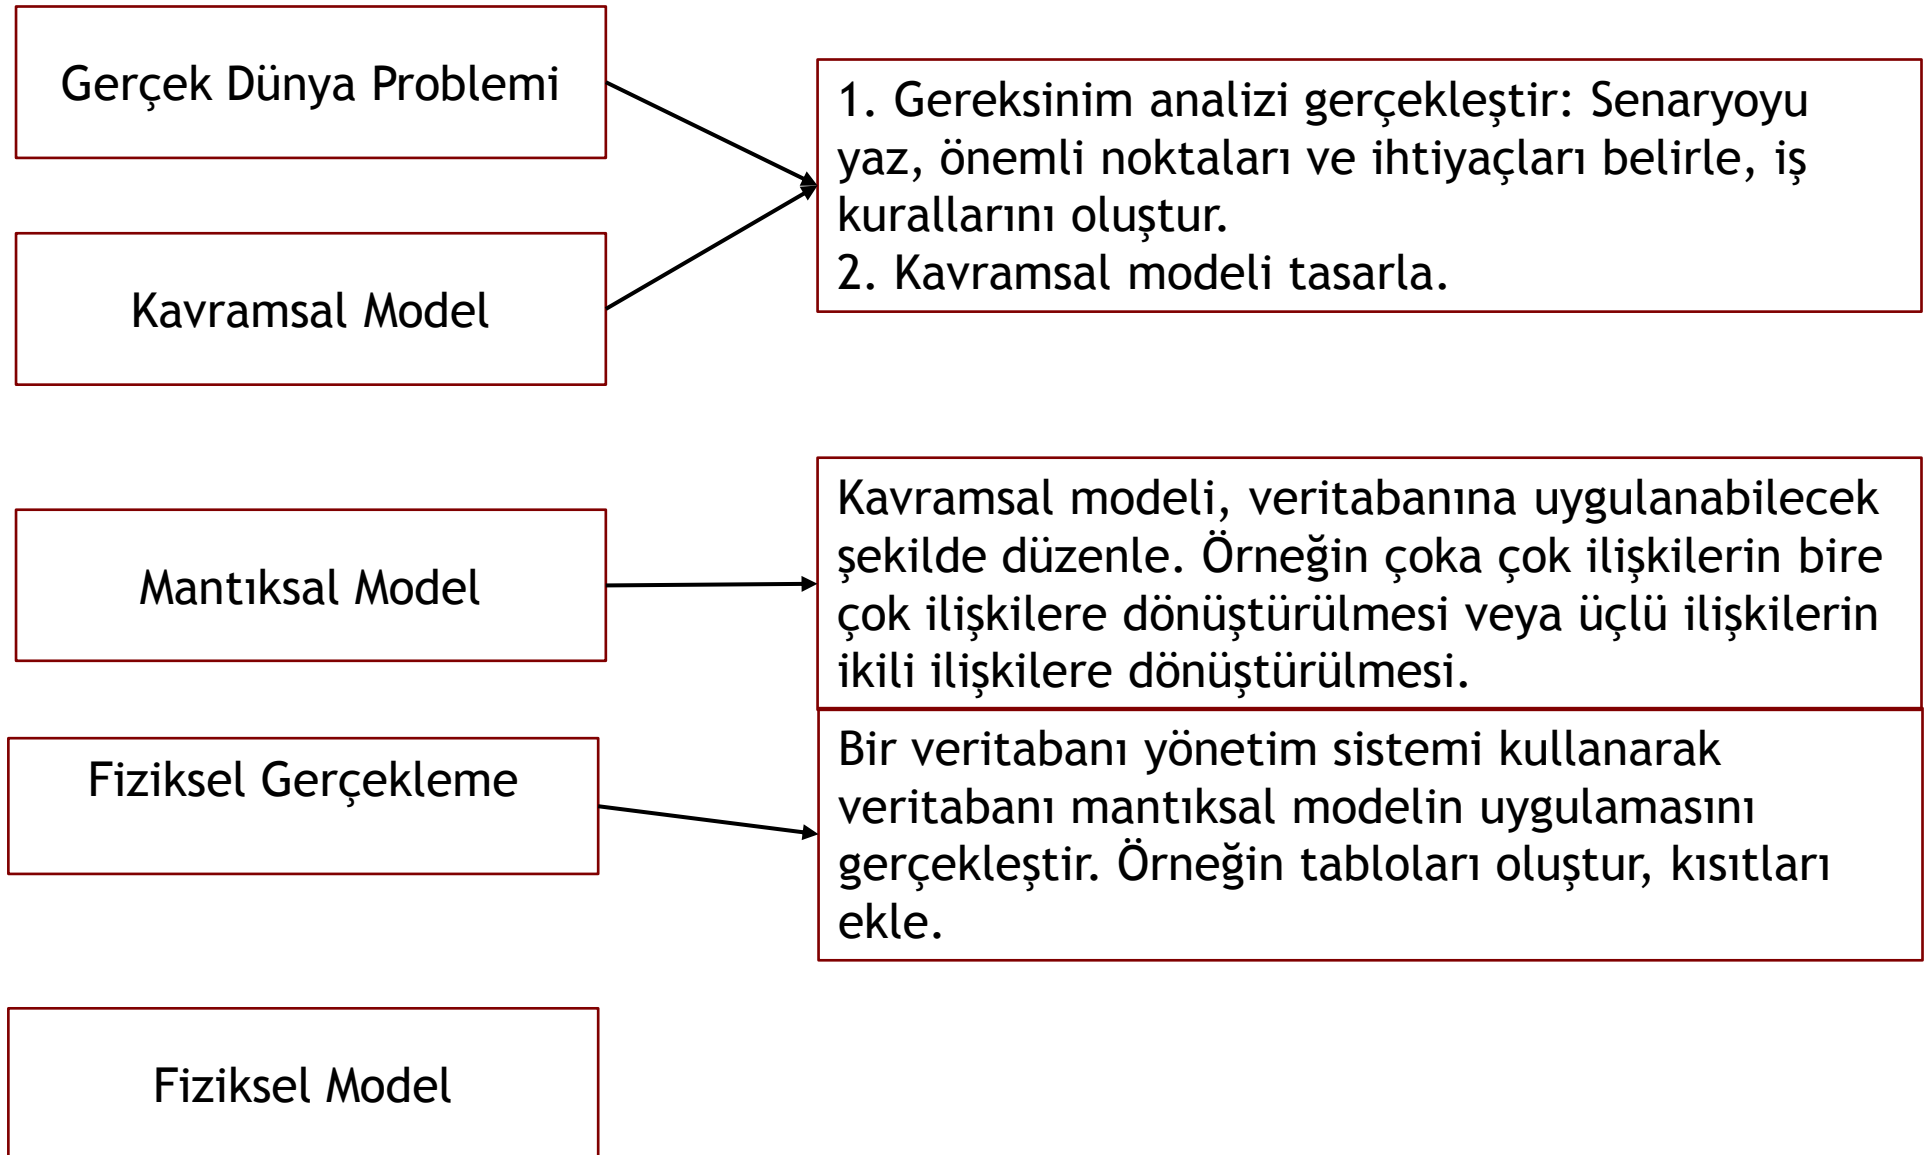 Gerçek Dünya Problemi
1. Gereksinim analizi gerçekleştir: Senaryoyu
yaz, önemli noktaları ve ihtiyaçları belirle, iş
kurallarını oluştur.
2. Kavramsal modeli tasarla.
Kavramsal Model
Mantıksal Model
Kavramsal modeli, veritabanına uygulanabilecek
şekilde düzenle. Örneğin çoka çok ilişkilerin bire
çok ilişkilere dönüştürülmesi veya üçlü ilişkilerin
ikili ilişkilere dönüştürülmesi.
Fiziksel Gerçekleme
Bir veritabanı yönetim sistemi kullanarak
veritabanı mantıksal modelin uygulamasını
gerçekleştir. Örneğin tabloları oluştur, kısıtları
ekle.
Fiziksel Model